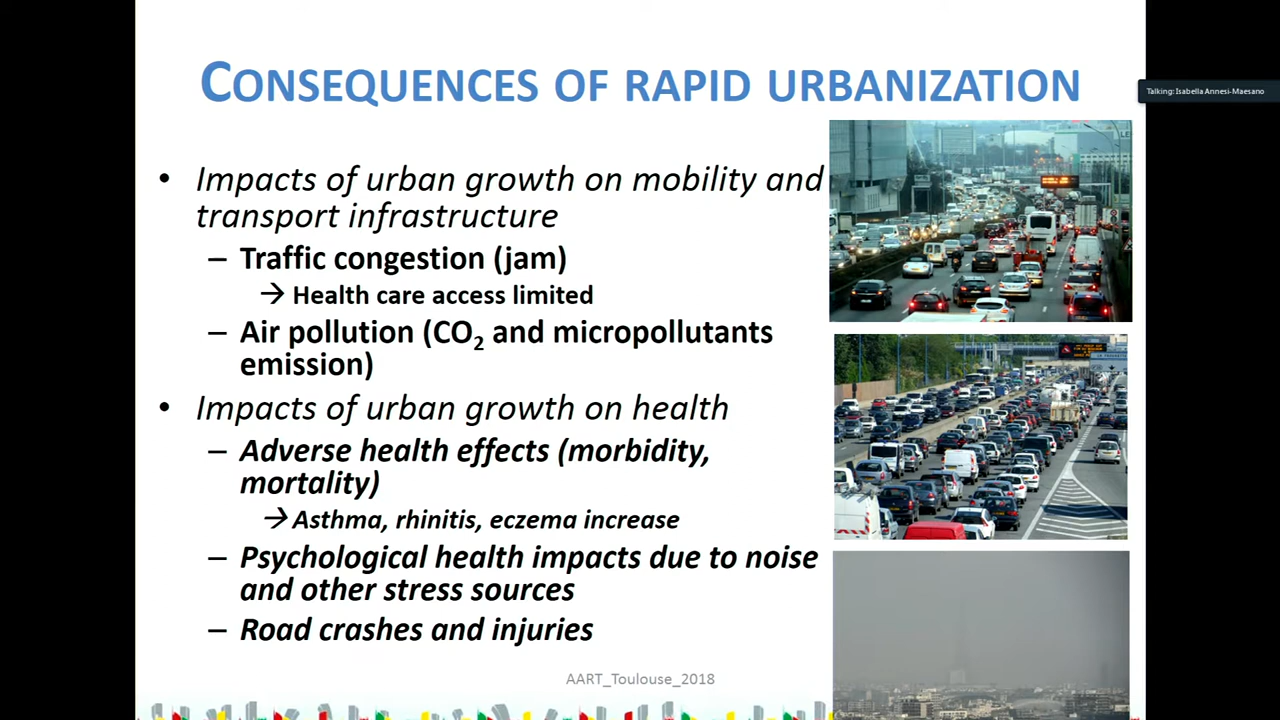 CONSEQUENCES OF RAPID URBANIZATION
Talking: Isabella Annesi-Maesano
• Impacts of urban growth on mobility and
transport infrastructure
– Traffic congestion (jam)
→ Health care access limited
– Air pollution (CO₂ and micropollutants
emission)
• Impacts of urban growth on health
– Adverse health effects (morbidity,
mortality)
→ Asthma, rhinitis, eczema increase
– Psychological health impacts due to noise
and other stress sources
– Road crashes and injuries
AART_Toulouse_2018